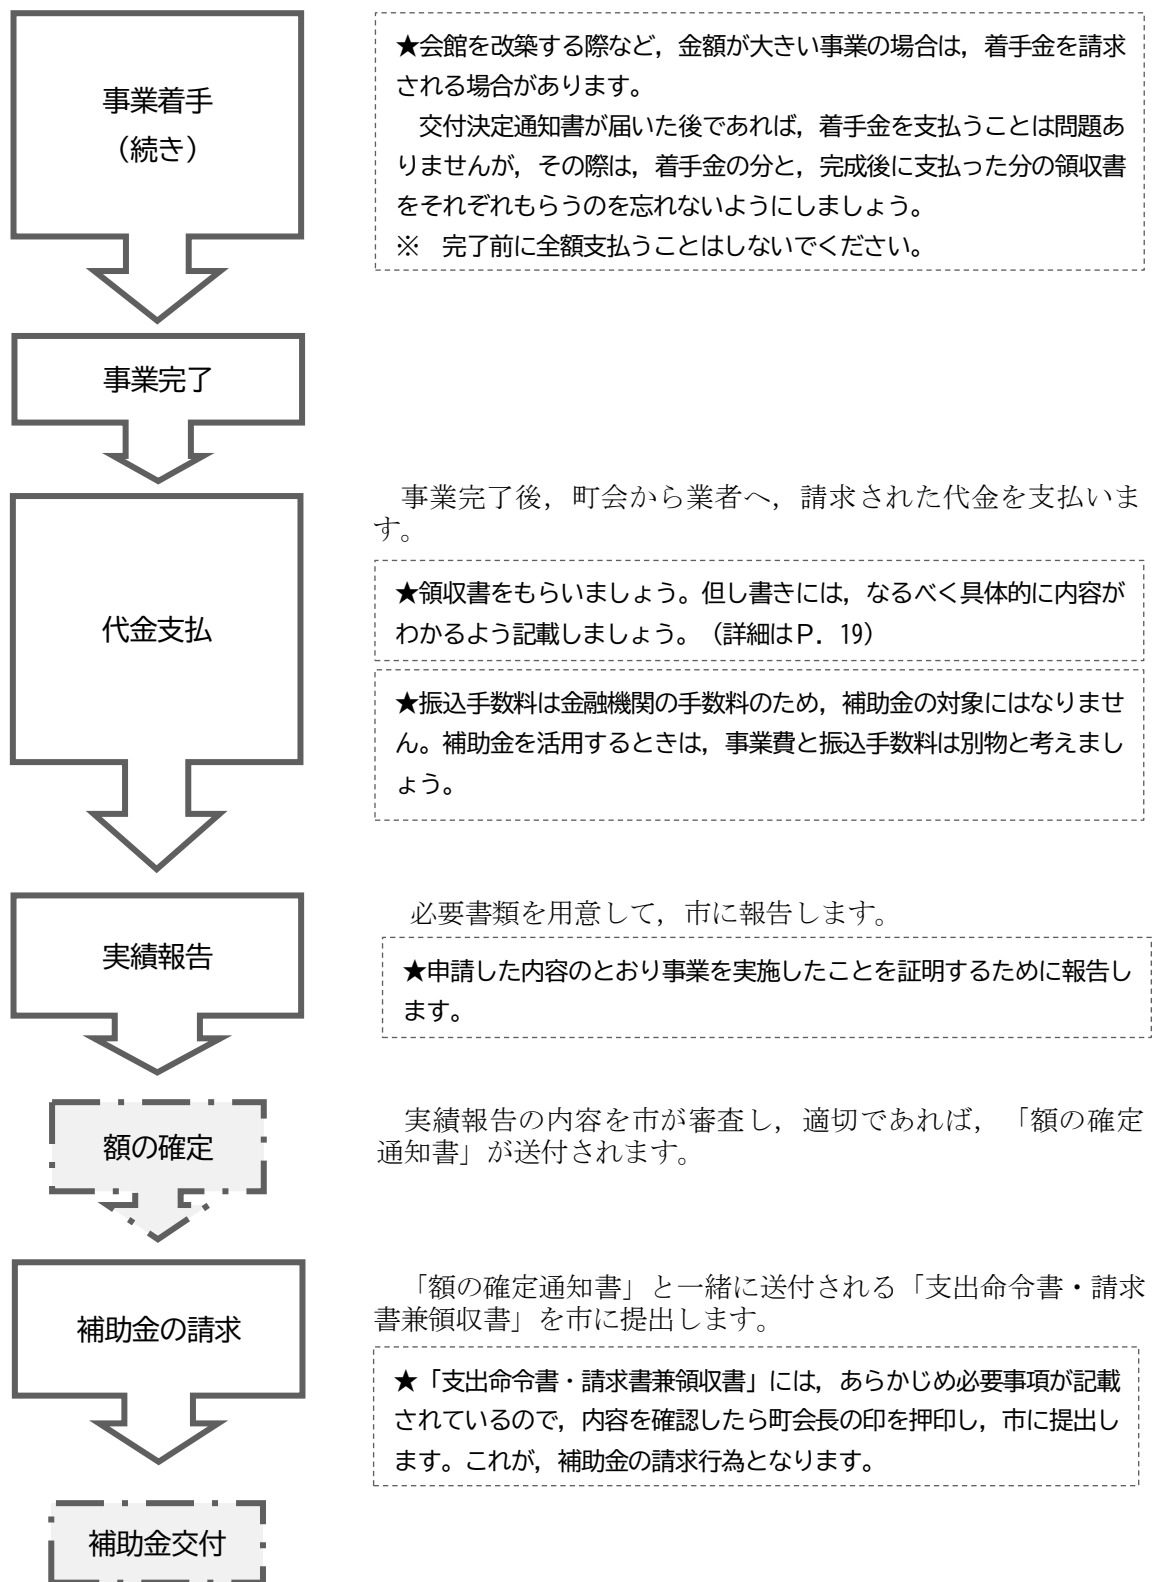 事業着手
（続き）
★会館を改築する際など，金額が大きい事業の場合は，着手金を請求
される場合があります。
　交付決定通知書が届いた後であれば，着手金を支払うことは問題あ
りませんが，その際は，着手金の分と，完成後に支払った分の領収書
をそれぞれもらうのを忘れないようにしましょう。
※　完了前に全額支払うことはしないでください。
事業完了
代金支払
　事業完了後，町会から業者へ，請求された代金を支払いま
す。
★領収書をもらいましょう。但し書きには，なるべく具体的に内容が
わかるよう記載しましょう。（詳細はＰ．19）
★振込手数料は金融機関の手数料のため，補助金の対象にはなりませ
ん。補助金を活用するときは，事業費と振込手数料は別物と考えまし
ょう。
実績報告
　必要書類を用意して，市に報告します。
★申請した内容のとおり事業を実施したことを証明するために報告し
ます。
額の確定
　実績報告の内容を市が審査し，適切であれば，「額の確定
通知書」が送付されます。
補助金の請求
　「額の確定通知書」と一緒に送付される「支出命令書・請求
書兼領収書」を市に提出します。
★「支出命令書・請求書兼領収書」には，あらかじめ必要事項が記載
されているので，内容を確認したら町会長の印を押印し，市に提出し
ます。これが，補助金の請求行為となります。
補助金交付